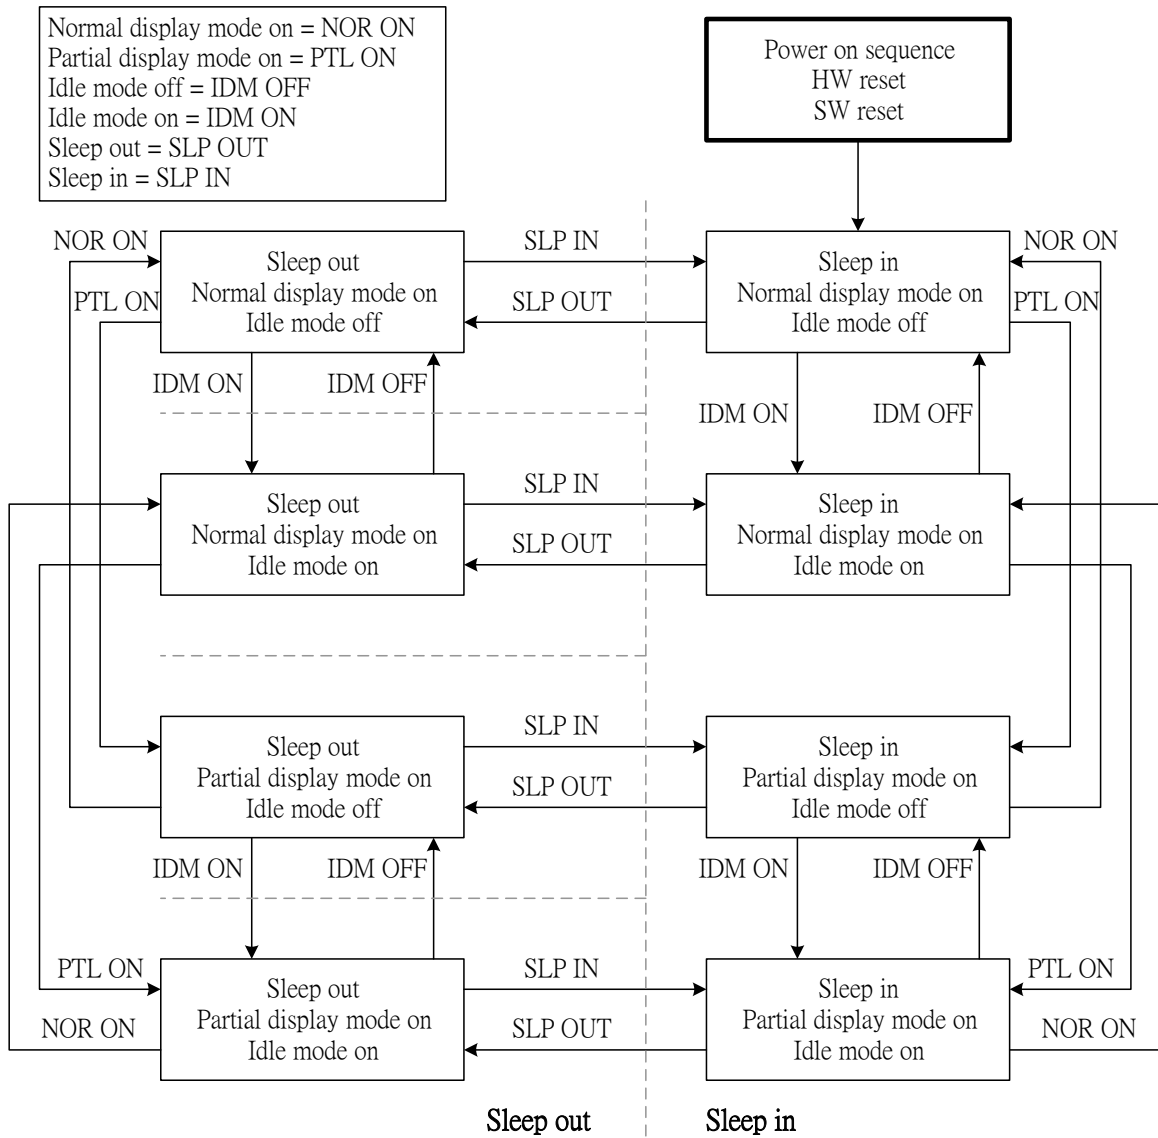 Normal display mode on = NOR ON
Partial display mode on = PTL ON
Idle mode off = IDM OFF
Idle mode on = IDM ON
Sleep out = SLP OUT
Sleep in = SLP IN
Power on sequence
HW reset
SW reset
NOR ON
PTL ON
Sleep out
Normal display mode on
Idle mode off
SLP IN
SLP OUT
Sleep in
Normal display mode on
Idle mode off
NOR ON
PTL ON
IDM ON
IDM OFF
IDM ON
IDM OFF
Sleep out
Normal display mode on
Idle mode on
SLP IN
SLP OUT
Sleep in
Normal display mode on
Idle mode on
Sleep out
Partial display mode on
Idle mode off
SLP IN
SLP OUT
Sleep in
Partial display mode on
Idle mode off
IDM ON
IDM OFF
IDM ON
IDM OFF
PTL ON
NOR ON
Sleep out
Partial display mode on
Idle mode on
SLP IN
SLP OUT
Sleep in
Partial display mode on
Idle mode on
PTL ON
NOR ON
Sleep out
Sleep in